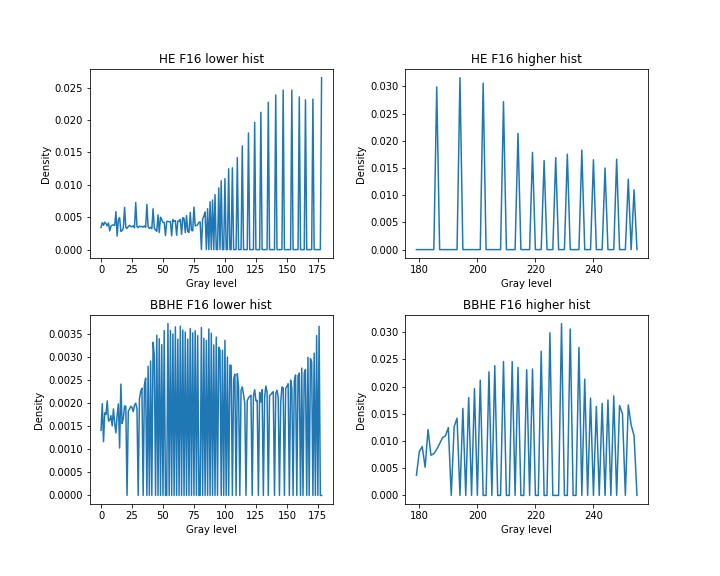 HE F16 lower hist
Density
0.025
0.020
0.015
0.010
0.005
0.000
0 25 50 75 100 125 150 175
Gray level
HE F16 higher hist
Density
0.030
0.025
0.020
0.015
0.010
0.005
0.000
180 200 220 240
Gray level
BBHE F16 lower hist
Density
0.0035
0.0030
0.0025
0.0020
0.0015
0.0010
0.0005
0.0000
0 25 50 75 100 125 150 175
Gray level
BBHE F16 higher hist
Density
0.030
0.025
0.020
0.015
0.010
0.005
0.000
180 200 220 240
Gray level